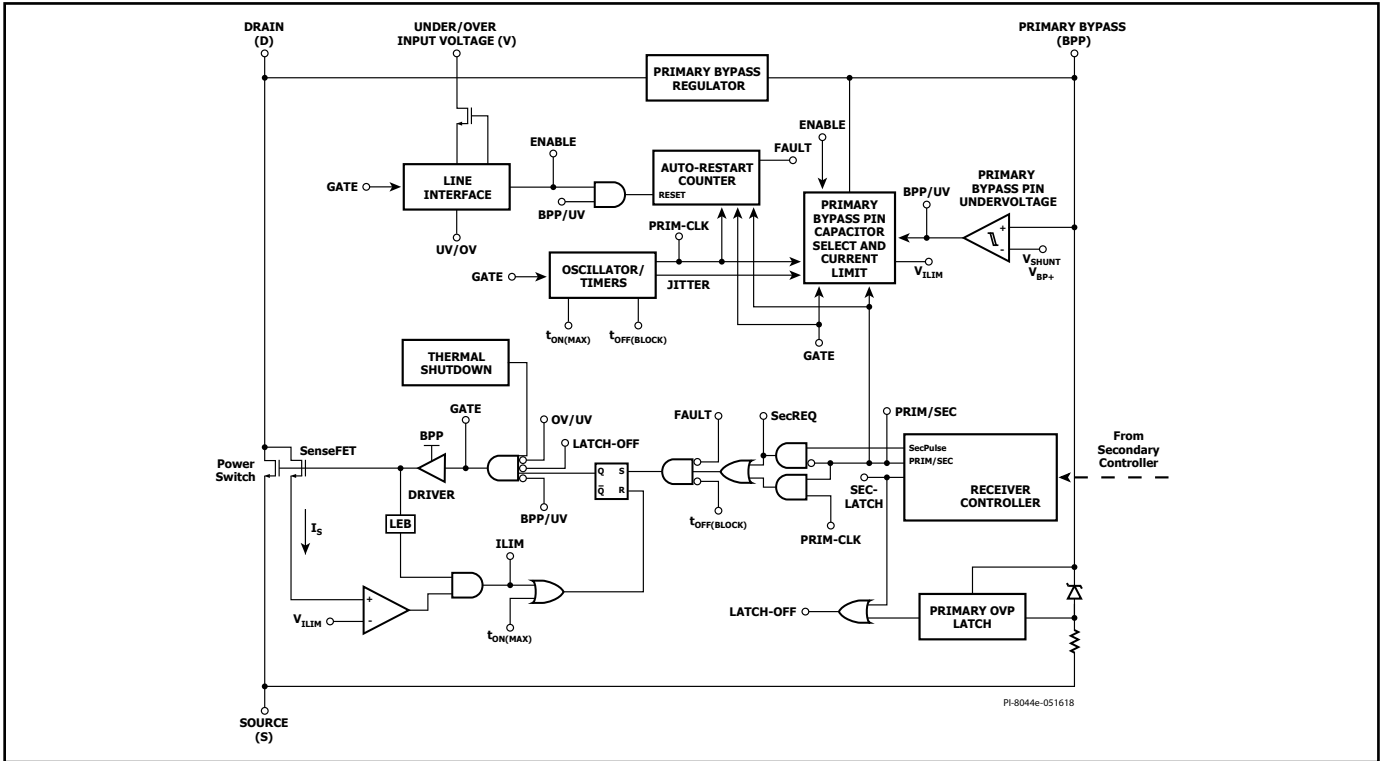 DRAIN
(D)
UNDER/OVER
INPUT VOLTAGE (V)
PRIMARY BYPASS
(BPP)
PRIMARY BYPASS
REGULATOR
ENABLE
ENABLE
FAULT
AUTO-RESTART
COUNTER
RESET
GATE
LINE
INTERFACE
BPP/UV
UV/OV
PRIMARY
BYPASS PIN
UNDERVOLTAGE
BPP/UV
PRIMARY
BYPASS PIN
CAPACITOR
SELECT AND
CURRENT
LIMIT
+
-
VSHUNT
VBP+
VILIM
PRIM-CLK
GATE
OSCILLATOR/
TIMERS
JITTER
tON(MAX)
tOFF(BLOCK)
GATE
THERMAL
SHUTDOWN
GATE
OV/UV
LATCH-OFF
FAULT
SecREQ
PRIM/SEC
From
Secondary
Controller
Power
Switch
SenseFET
BPP
DRIVER
BPP/UV
Q
S
Q̅
R
tOFF(BLOCK)
PRIM-CLK
SecPulse
PRIM/SEC
SEC-
LATCH
RECEIVER
CONTROLLER
LEB
IS
ILIM
+
-
VILIM
tON(MAX)
LATCH-OFF
PRIMARY OVP
LATCH
SOURCE
(S)
PI-8044e-051618